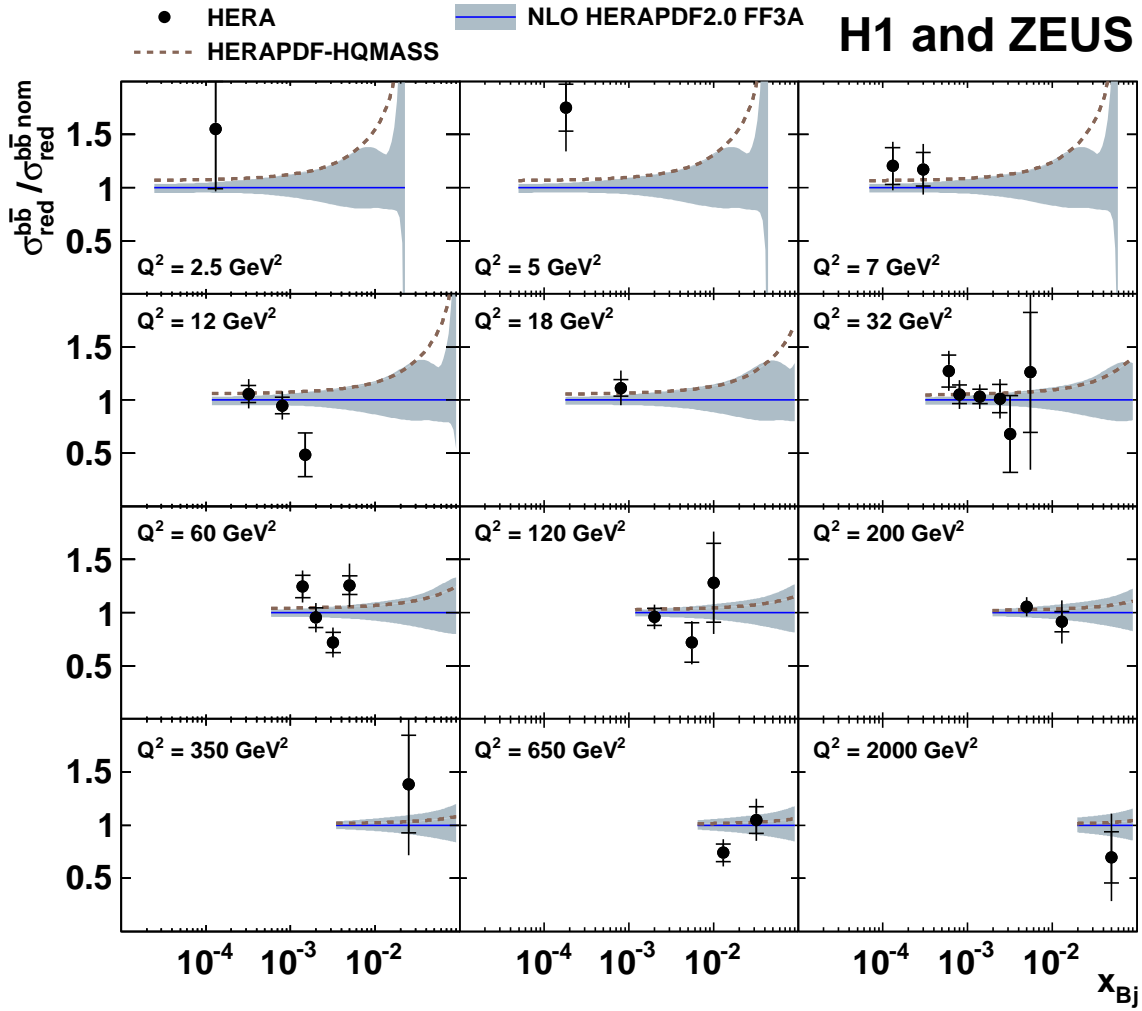 HERA
NLO HERAPDF2.0 FF3A
HERAPDF-HQMASS
H1 and ZEUS
σ_red^{bb̄} / σ_red^{bb̄ nom}
1.5
1
0.5
Q² = 2.5 GeV²
Q² = 5 GeV²
Q² = 7 GeV²
1.5
1
0.5
Q² = 12 GeV²
Q² = 18 GeV²
Q² = 32 GeV²
1.5
1
0.5
Q² = 60 GeV²
Q² = 120 GeV²
Q² = 200 GeV²
1.5
1
0.5
Q² = 350 GeV²
Q² = 650 GeV²
Q² = 2000 GeV²
10⁻⁴ 10⁻³ 10⁻²
10⁻⁴ 10⁻³ 10⁻²
10⁻⁴ 10⁻³ 10⁻²
x_Bj